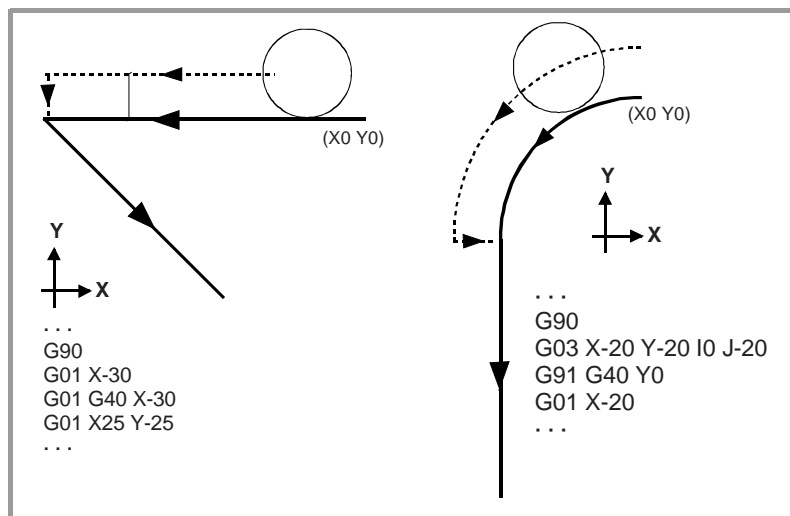 (X0 Y0)
Y
X
. . .
G90
G01 X-30
G01 G40 X-30
G01 X25 Y-25
. . .
(X0 Y0)
Y
X
. . .
G90
G03 X-20 Y-20 I0 J-20
G91 G40 Y0
G01 X-20
. . .